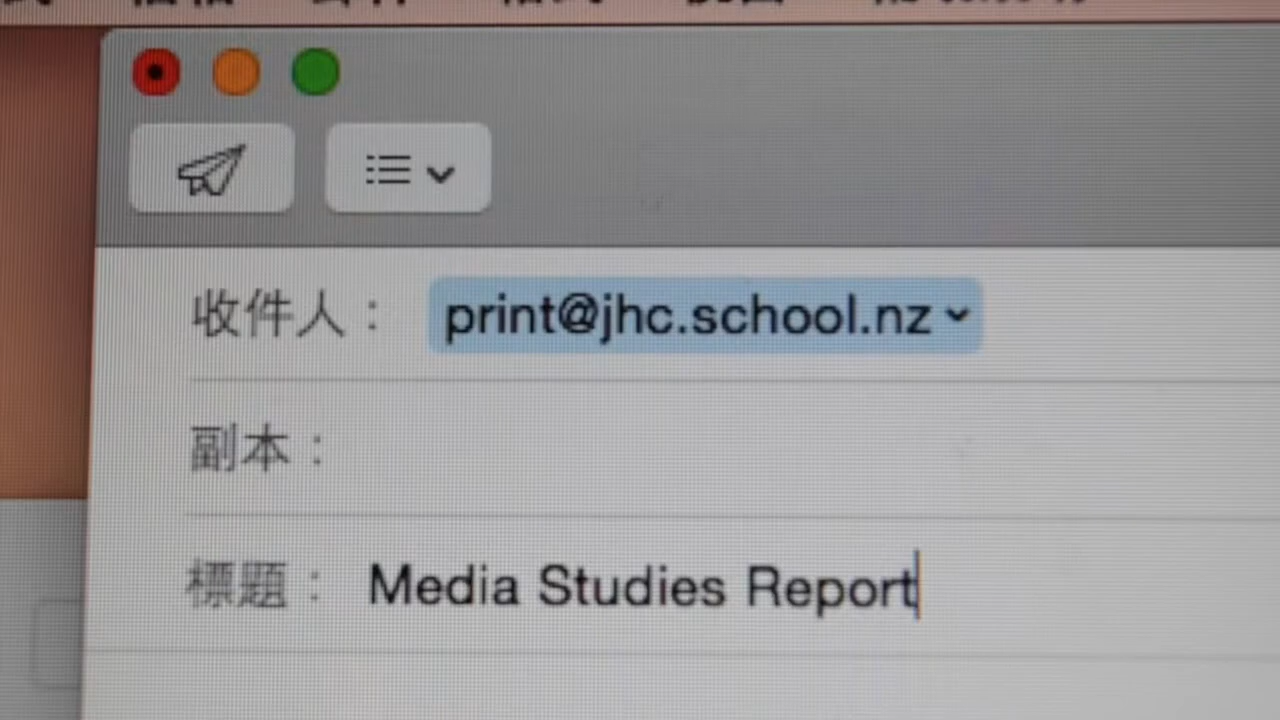 收件人： print@jhc.school.nz
副本：
標題： Media Studies Report